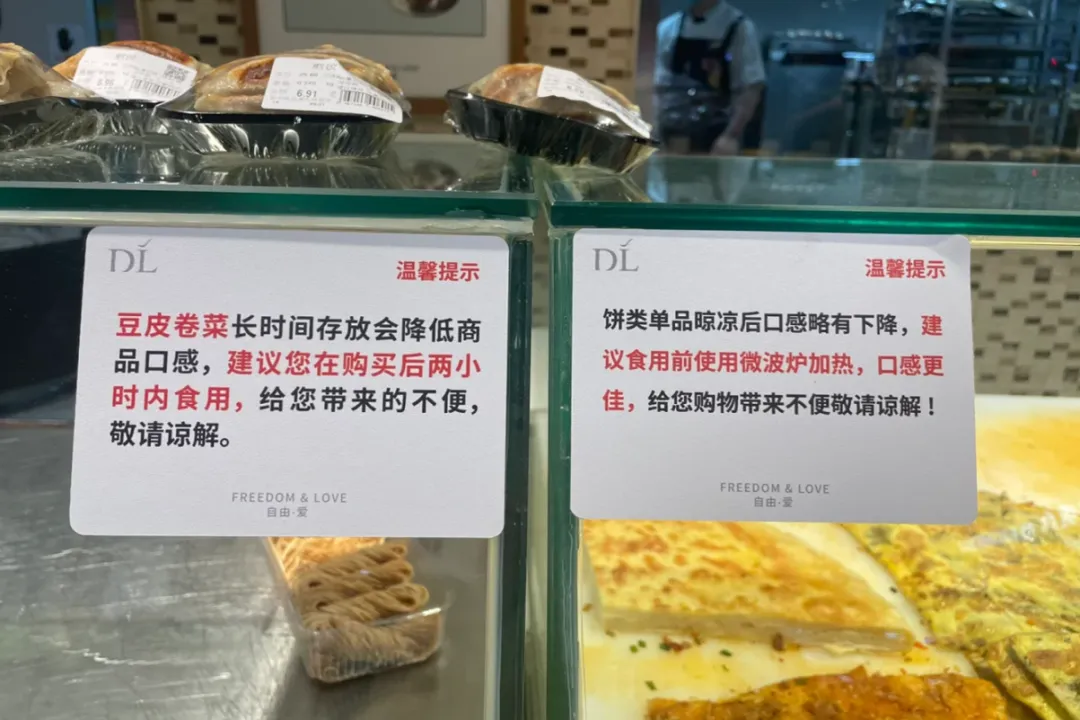 6.91
DL
温馨提示
豆皮卷菜长时间存放会降低商
品口感，建议您在购买后两小
时内食用，给您带来的不便，
敬请谅解。
FREEDOM & LOVE
自由·爱
DL
温馨提示
饼类单品晾凉后口感略有下降，建
议食用前使用微波炉加热，口感更
佳，给您购物带来不便敬请谅解！
FREEDOM & LOVE
自由·爱